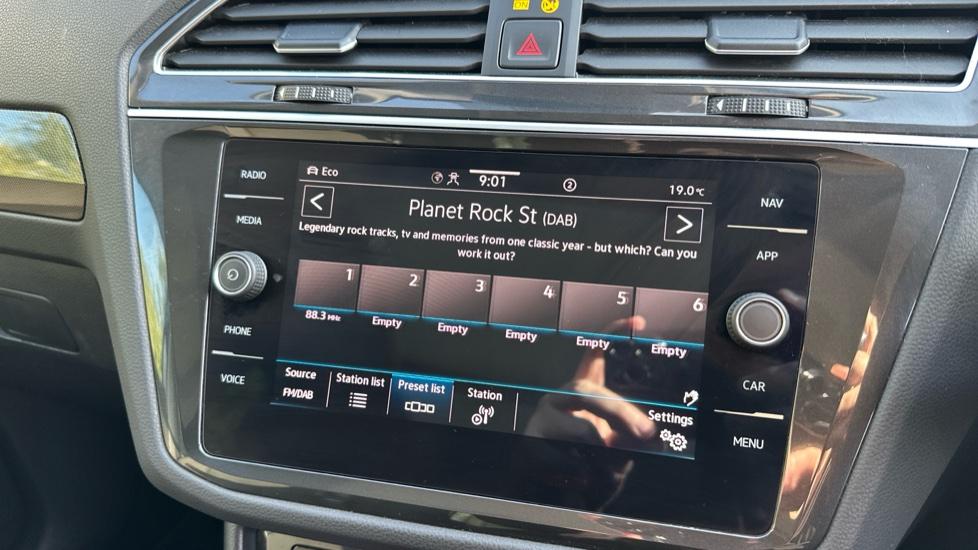 ON
RADIO
MEDIA
PHONE
VOICE
Eco
9:01
2
19.0°C
<
Planet Rock St (DAB)
>
Legendary rock tracks, tv and memories from one classic year - but which? Can you
work it out?
1 2 3 4 5 6
88.3 MHz Empty Empty Empty Empty Empty
Source
FM/DAB
Station list
Preset list
Station
Settings
NAV
APP
CAR
MENU